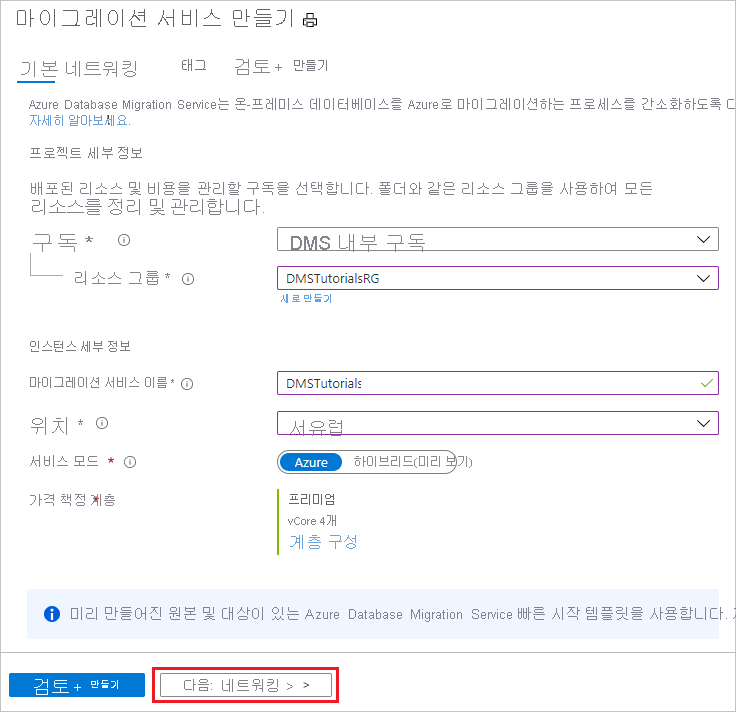 마이그레이션 서비스 만들기
기본 네트워킹 태그 검토+ 만들기
Azure Database Migration Service는 온-프레미스 데이터베이스를 Azure로 마이그레이션하는 프로세스를 간소화하도록
자세히 알아보세요.
프로젝트 세부 정보
배포된 리소스 및 비용을 관리할 구독을 선택합니다. 폴더와 같은 리소스 그룹을 사용하여 모든
리소스를 정리 및 관리합니다.
구독 * DMS 내부 구독
리소스 그룹 * DMSTutorialsRG
새로 만들기
인스턴스 세부 정보
마이그레이션 서비스 이름 * DMSTutorials
위치 * 서유럽
서비스 모드 * Azure 하이브리드(미리 보기)
가격 책정 계층 * 프리미엄
vCore 4개
계층 구성
미리 만들어진 원본 및 대상이 있는 Azure Database Migration Service 빠른 시작 템플릿을 사용합니다.
검토+ 만들기 다음: 네트워킹 > >